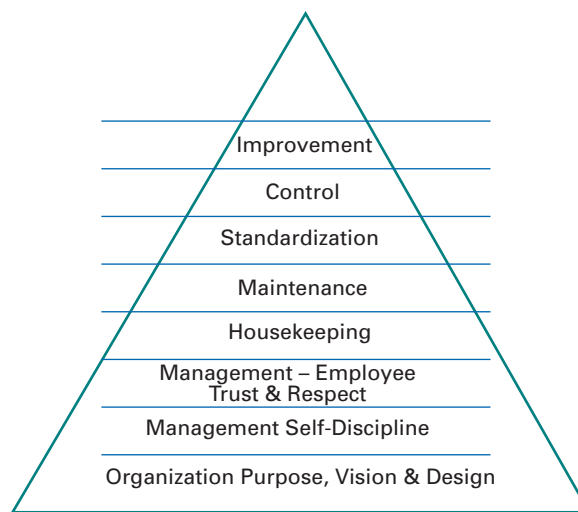 Improvement
Control
Standardization
Maintenance
Housekeeping
Management – Employee
Trust & Respect
Management Self-Discipline
Organization Purpose, Vision & Design